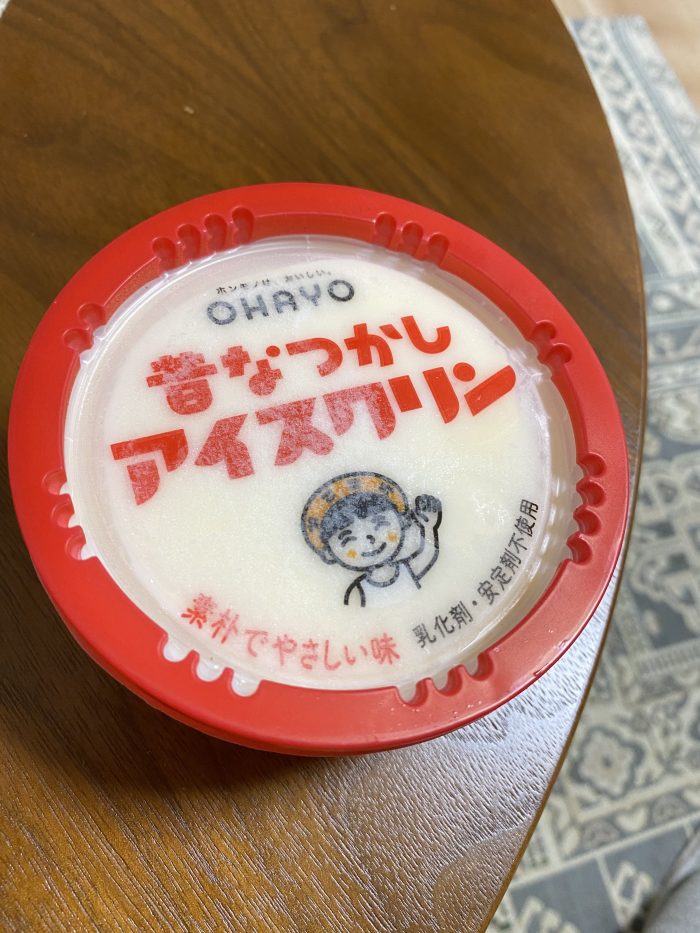 ホンモノは、おいしい。
OHAYO
昔なつかし
アイスクリン
素朴でやさしい味
乳化剤・安定剤不使用